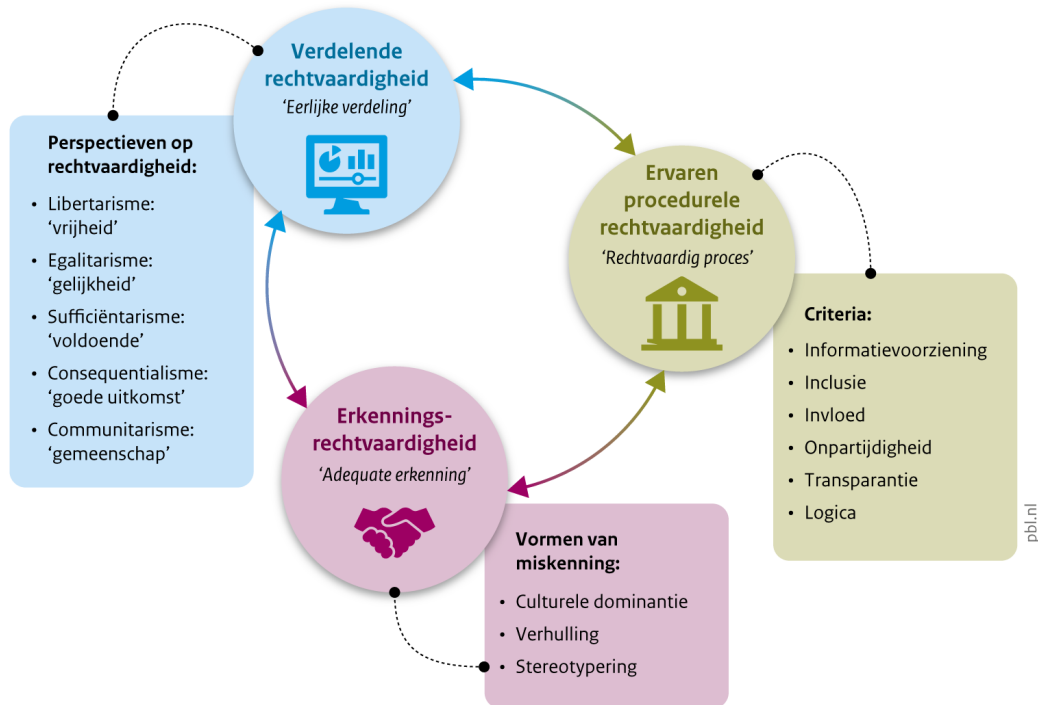 Verdelende
rechtvaardigheid
‘Eerlijke verdeling’
Perspectieven op
rechtvaardigheid:
• Libertarisme:
‘vrijheid’
• Egalitarisme:
‘gelijkheid’
• Sufficiëntarisme:
‘voldoende’
• Consequentialisme:
‘goede uitkomst’
• Communitarisme:
‘gemeenschap’
Ervaren
procedurele
rechtvaardigheid
‘Rechtvaardig proces’
Criteria:
• Informatievoorziening
• Inclusie
• Invloed
• Onpartijdigheid
• Transparantie
• Logica
Erkennings-
rechtvaardigheid
‘Adequate erkenning’
Vormen van
miskenning:
• Culturele dominantie
• Verhulling
• Stereotypering
pbl.nl